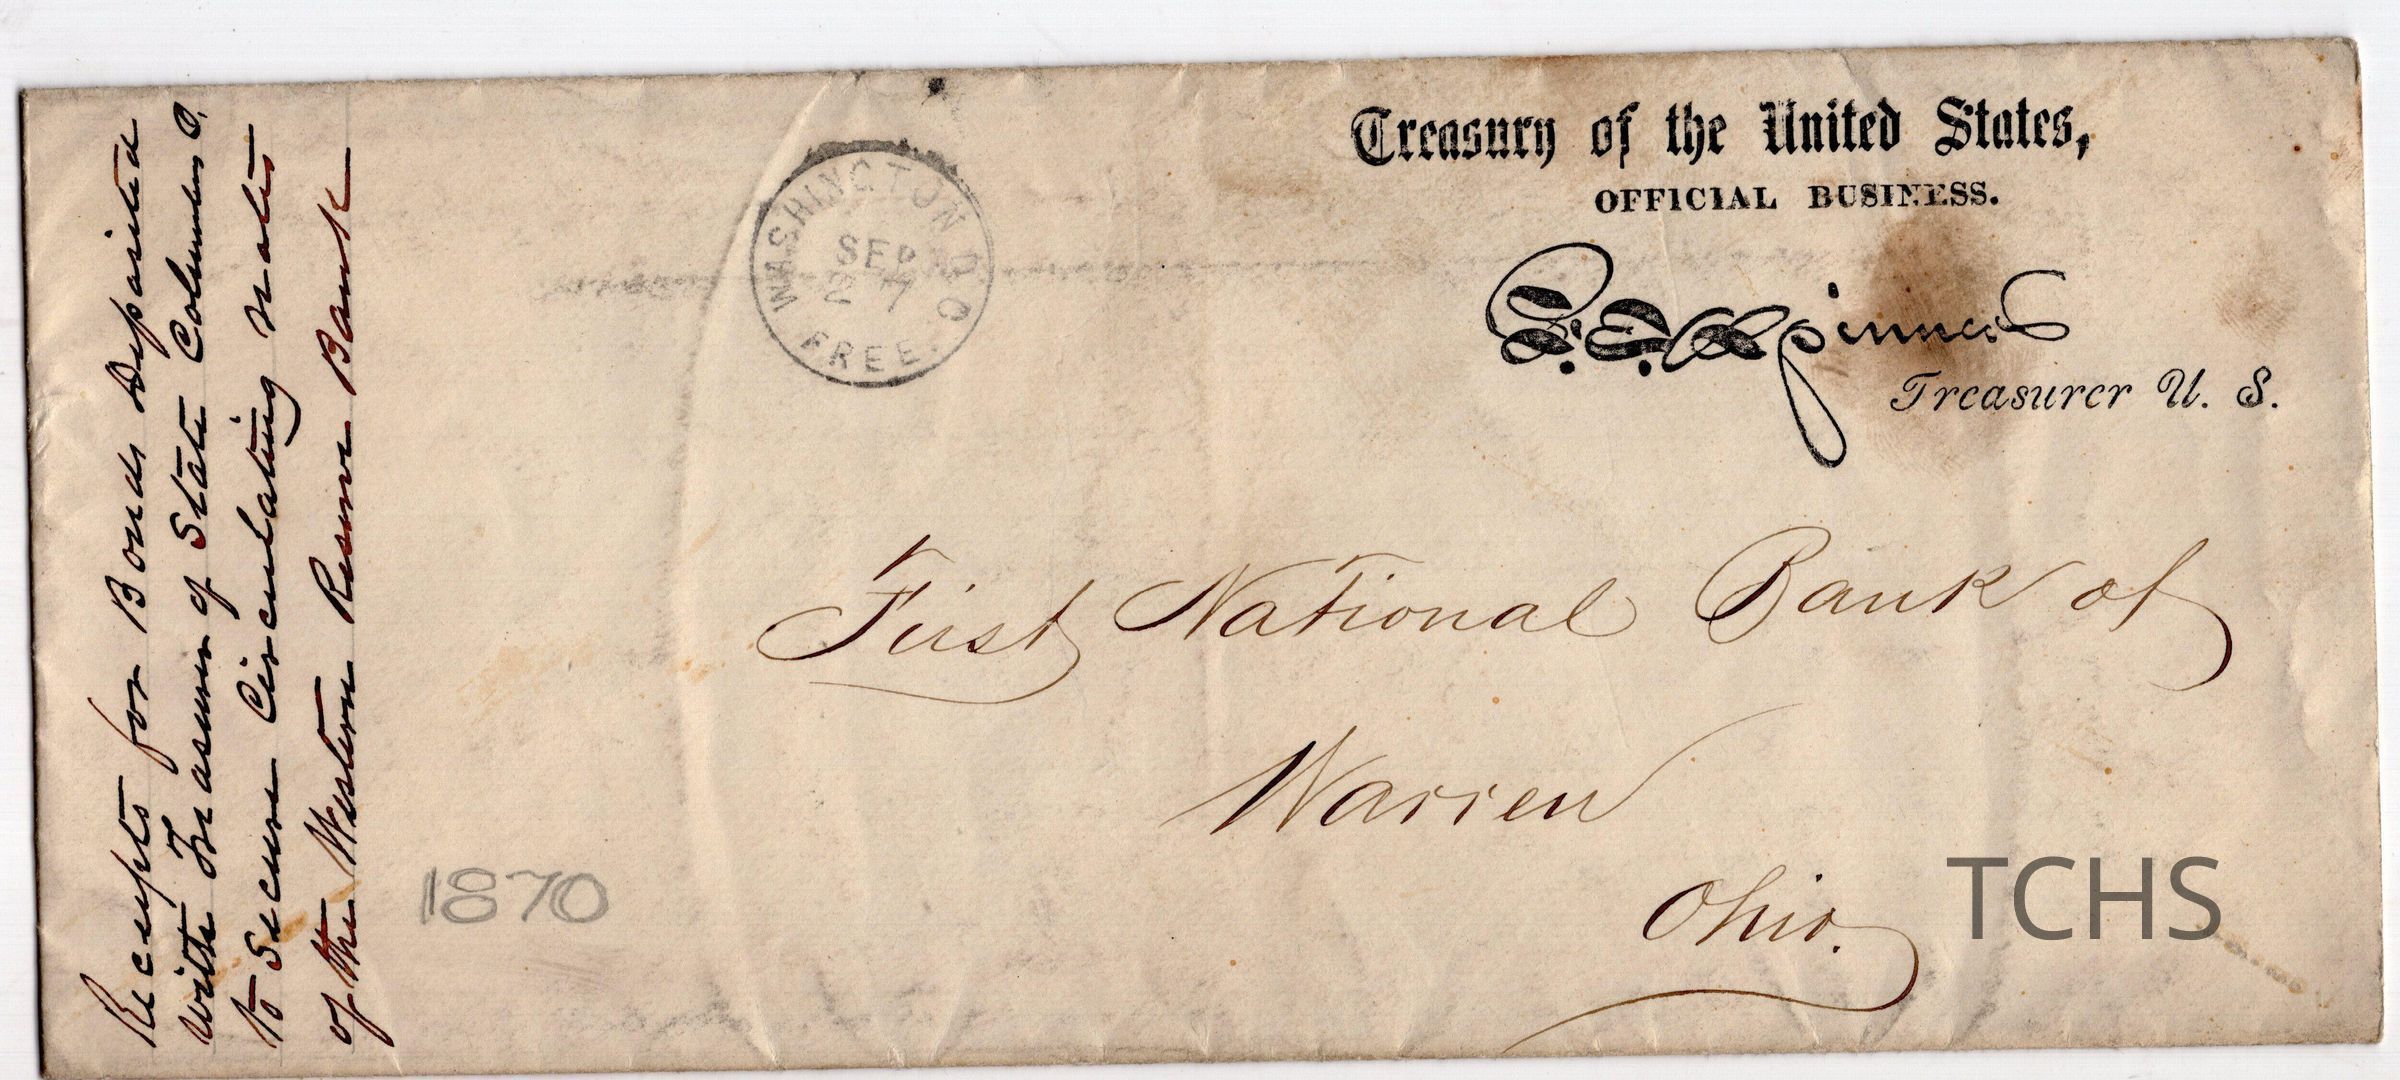 Treasury of the United States,
OFFICIAL BUSINESS.
F. E. Spinner
Treasurer U. S.
WASHINGTON D.C.
SEP
27
FREE.
First National Bank of
Warren
Ohio.
Receipts for Bonds deposited
with Treasurer of State Columbus O.
to Secure Circulating notes
of the Western Reserve Bank
1870
TCHS